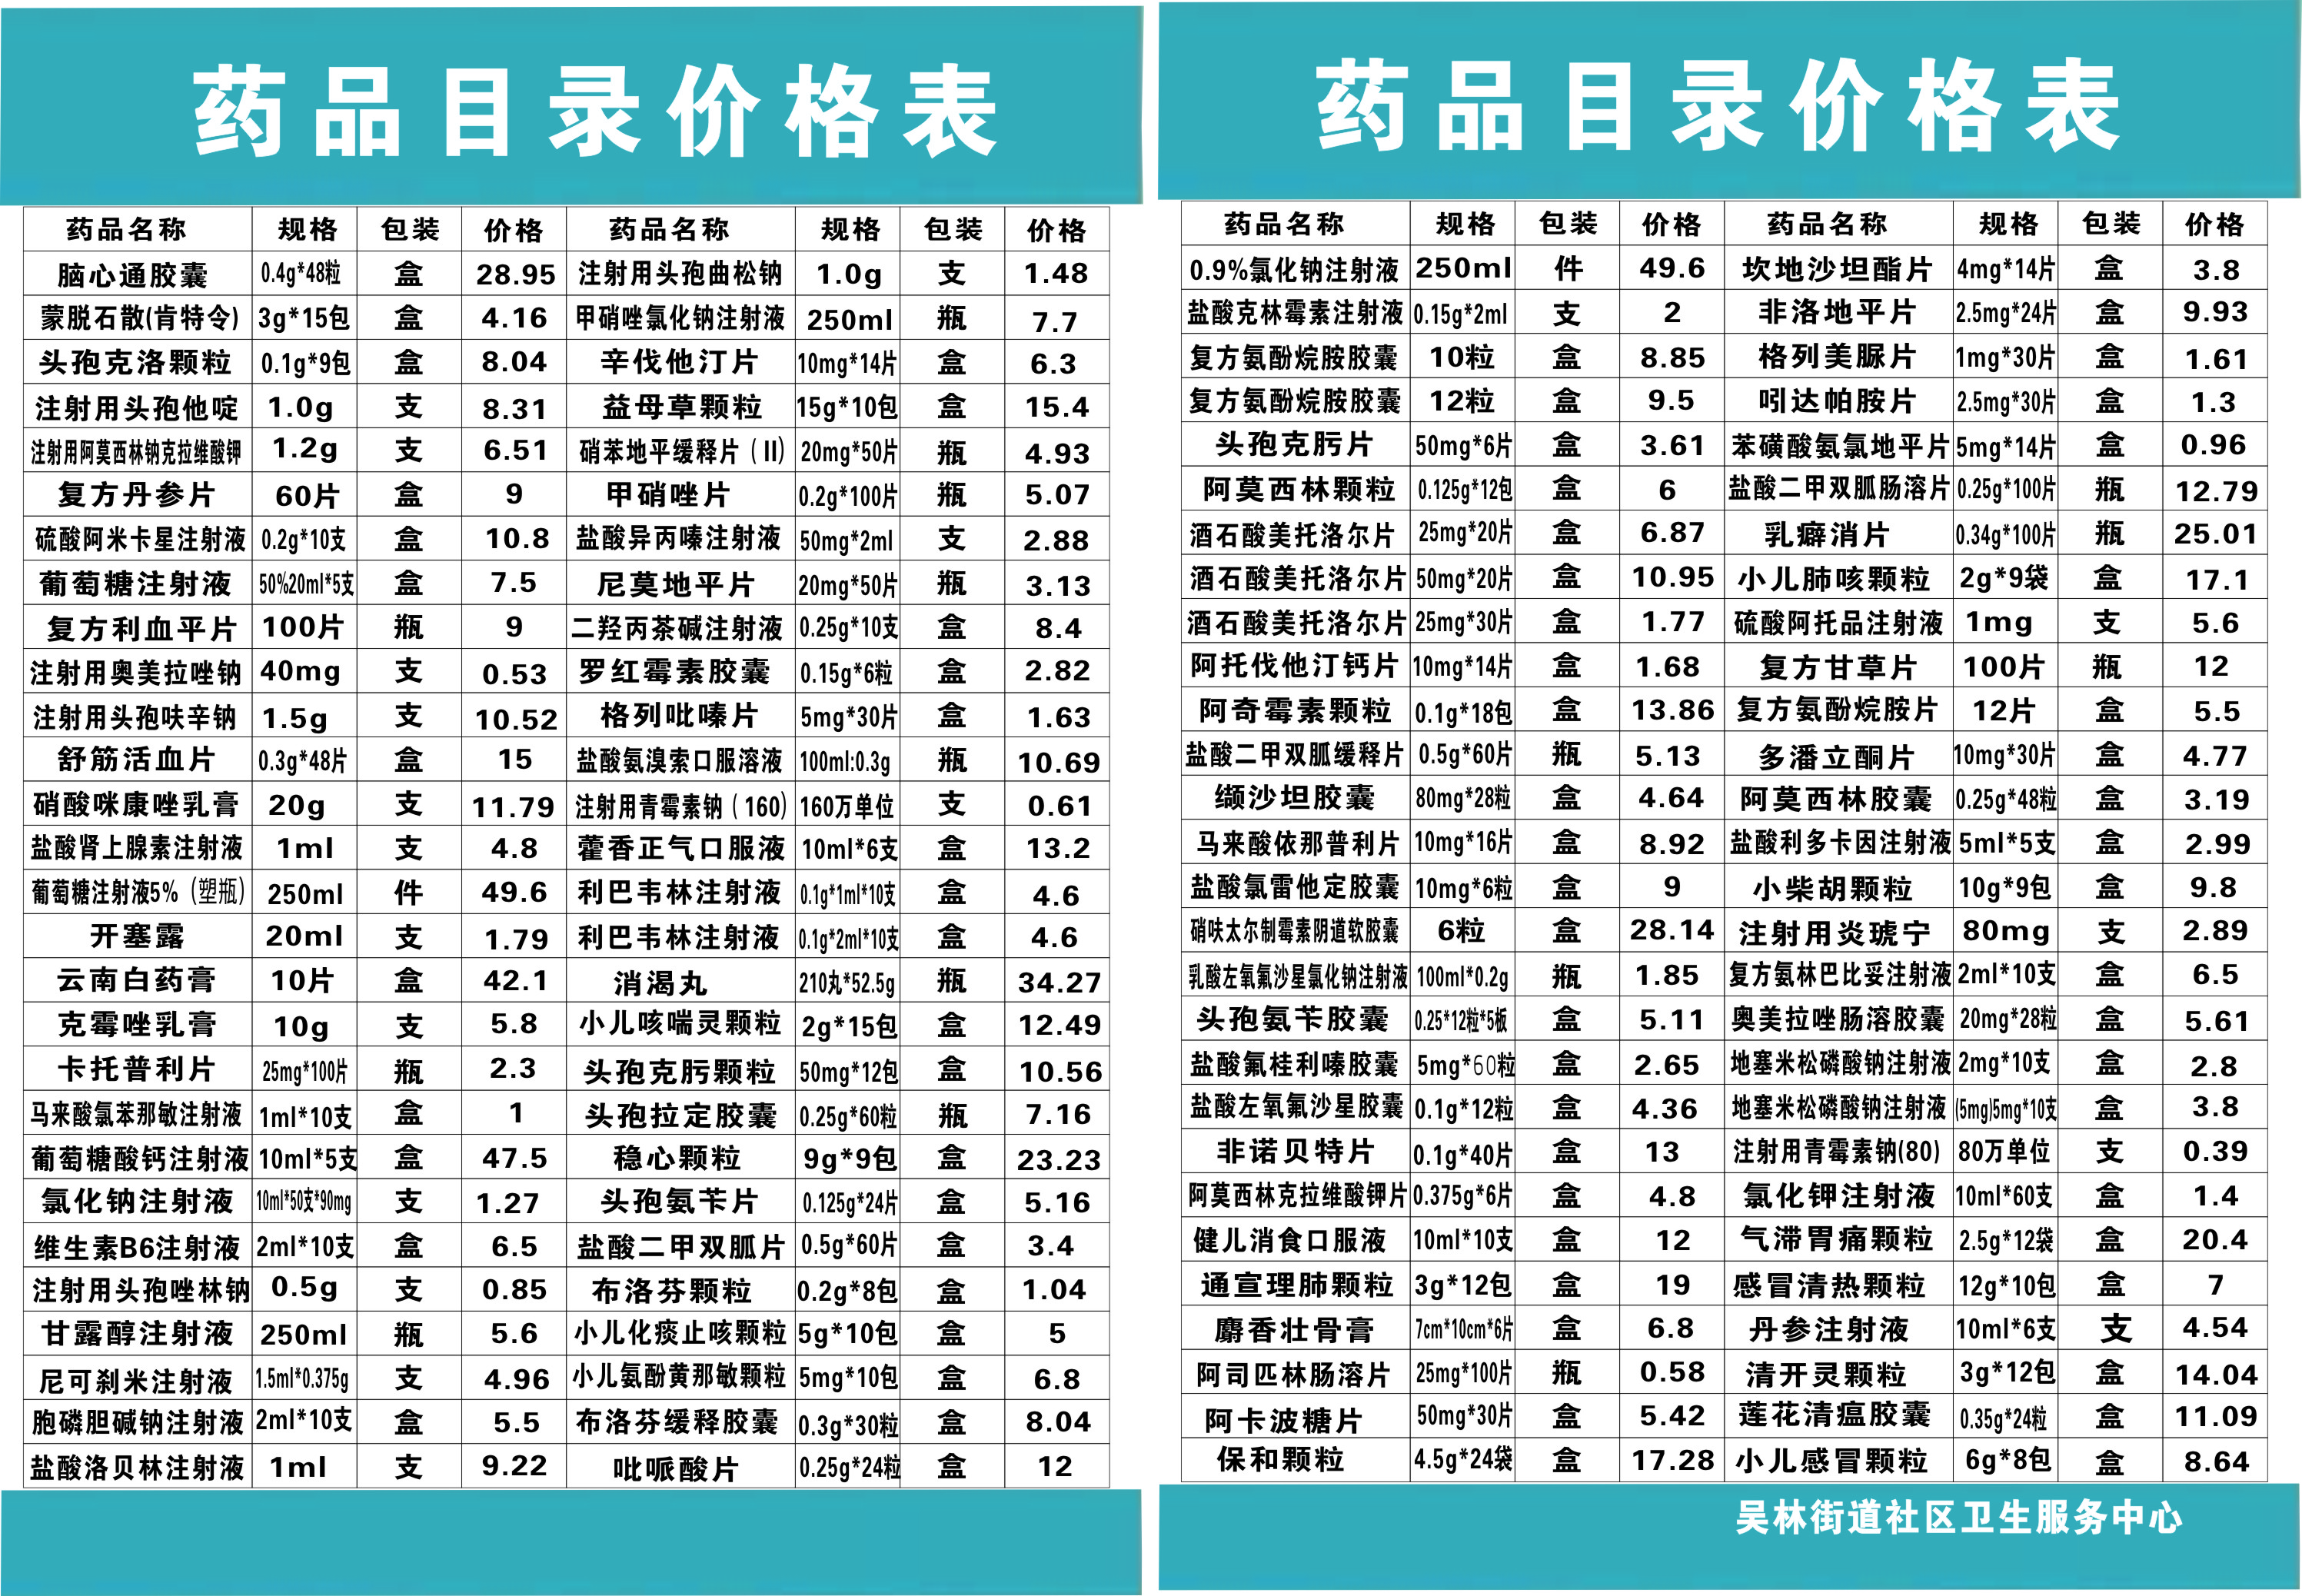 药品目录价格表
药品名称 规格 包装 价格 药品名称 规格 包装 价格
脑心通胶囊 0.4g*48粒 盒 28.95 注射用头孢曲松钠 1.0g 支 1.48
蒙脱石散(肯特令) 3g*15包 盒 4.16 甲硝唑氯化钠注射液 250ml 瓶 7.7
头孢克洛颗粒 0.1g*9包 盒 8.04 辛伐他汀片 10mg*14片 盒 6.3
注射用头孢他啶 1.0g 支 8.31 益母草颗粒 15g*10包 盒 15.4
注射用阿莫西林钠克拉维酸钾 1.2g 支 6.51 硝苯地平缓释片（II） 20mg*50片 瓶 4.93
复方丹参片 60片 盒 9 甲硝唑片 0.2g*100片 瓶 5.07
硫酸阿米卡星注射液 0.2g*10支 盒 10.8 盐酸异丙嗪注射液 50mg*2ml 支 2.88
葡萄糖注射液 50%20ml*5支 盒 7.5 尼莫地平片 20mg*50片 瓶 3.13
复方利血平片 100片 瓶 9 二羟丙茶碱注射液 0.25g*10支 盒 8.4
注射用奥美拉唑钠 40mg 支 0.53 罗红霉素胶囊 0.15g*6粒 盒 2.82
注射用头孢呋辛钠 1.5g 支 10.52 格列吡嗪片 5mg*30片 盒 1.63
舒筋活血片 0.3g*48片 盒 15 盐酸氨溴索口服溶液 100ml:0.3g 瓶 10.69
硝酸咪康唑乳膏 20g 支 11.79 注射用青霉素钠（160） 160万单位 支 0.61
盐酸肾上腺素注射液 1ml 支 4.8 藿香正气口服液 10ml*6支 盒 13.2
葡萄糖注射液5%（塑瓶） 250ml 件 49.6 利巴韦林注射液 0.1g*1ml*10支 盒 4.6
开塞露 20ml 支 1.79 利巴韦林注射液 0.1g*2ml*10支 盒 4.6
云南白药膏 10片 盒 42.1 消渴丸 210丸*52.5g 瓶 34.27
克霉唑乳膏 10g 支 5.8 小儿咳喘灵颗粒 2g*15包 盒 12.49
卡托普利片 25mg*100片 瓶 2.3 头孢克肟颗粒 50mg*12包 盒 10.56
马来酸氯苯那敏注射液 1ml*10支 盒 1 头孢拉定胶囊 0.25g*60粒 瓶 7.16
葡萄糖酸钙注射液 10ml*5支 盒 47.5 稳心颗粒 9g*9包 盒 23.23
氯化钠注射液 10ml*50支*90mg 支 1.27 头孢氨苄片 0.125g*24片 盒 5.16
维生素B6注射液 2ml*10支 盒 6.5 盐酸二甲双胍片 0.5g*60片 盒 3.4
注射用头孢唑林钠 0.5g 支 0.85 布洛芬颗粒 0.2g*8包 盒 1.04
甘露醇注射液 250ml 瓶 5.6 小儿化痰止咳颗粒 5g*10包 盒 5
尼可刹米注射液 1.5ml*0.375g 支 4.96 小儿氨酚黄那敏颗粒 5mg*10包 盒 6.8
胞磷胆碱钠注射液 2ml*10支 盒 5.5 布洛芬缓释胶囊 0.3g*30粒 盒 8.04
盐酸洛贝林注射液 1ml 支 9.22 吡哌酸片 0.25g*24粒 盒 12
药品目录价格表
药品名称 规格 包装 价格 药品名称 规格 包装 价格
0.9%氯化钠注射液 250ml 件 49.6 坎地沙坦酯片 4mg*14片 盒 3.8
盐酸克林霉素注射液 0.15g*2ml 支 2 非洛地平片 2.5mg*24片 盒 9.93
复方氨酚烷胺胶囊 10粒 盒 8.85 格列美脲片 1mg*30片 盒 1.61
复方氨酚烷胺胶囊 12粒 盒 9.5 吲达帕胺片 2.5mg*30片 盒 1.3
头孢克肟片 50mg*6片 盒 3.61 苯磺酸氨氯地平片 5mg*14片 盒 0.96
阿莫西林颗粒 0.125g*12包 盒 6 盐酸二甲双胍肠溶片 0.25g*100片 瓶 12.79
酒石酸美托洛尔片 25mg*20片 盒 6.87 乳癖消片 0.34g*100片 瓶 25.01
酒石酸美托洛尔片 50mg*20片 盒 10.95 小儿肺咳颗粒 2g*9袋 盒 17.1
酒石酸美托洛尔片 25mg*30片 盒 1.77 硫酸阿托品注射液 1mg 支 5.6
阿托伐他汀钙片 10mg*14片 盒 1.68 复方甘草片 100片 瓶 12
阿奇霉素颗粒 0.1g*18包 盒 13.86 复方氨酚烷胺片 12片 盒 5.5
盐酸二甲双胍缓释片 0.5g*60片 瓶 5.13 多潘立酮片 10mg*30片 盒 4.77
缬沙坦胶囊 80mg*28粒 盒 4.64 阿莫西林胶囊 0.25g*48粒 盒 3.19
马来酸依那普利片 10mg*16片 盒 8.92 盐酸利多卡因注射液 5ml*5支 盒 2.99
盐酸氯雷他定胶囊 10mg*6粒 盒 9 小柴胡颗粒 10g*9包 盒 9.8
硝呋太尔制霉素阴道软胶囊 6粒 盒 28.14 注射用炎琥宁 80mg 支 2.89
乳酸左氧氟沙星氯化钠注射液 100ml*0.2g 瓶 1.85 复方氨林巴比妥注射液 2ml*10支 盒 6.5
头孢氨苄胶囊 0.25*12粒*5板 盒 5.11 奥美拉唑肠溶胶囊 20mg*28粒 盒 5.61
盐酸氟桂利嗪胶囊 5mg*60粒 盒 2.65 地塞米松磷酸钠注射液 2mg*10支 盒 2.8
盐酸左氧氟沙星胶囊 0.1g*12粒 盒 4.36 地塞米松磷酸钠注射液 (5mg)5mg*10支 盒 3.8
非诺贝特片 0.1g*40片 盒 13 注射用青霉素钠(80) 80万单位 支 0.39
阿莫西林克拉维酸钾片 0.375g*6片 盒 4.8 氯化钾注射液 10ml*60支 盒 1.4
健儿消食口服液 10ml*10支 盒 12 气滞胃痛颗粒 2.5g*12袋 盒 20.4
通宣理肺颗粒 3g*12包 盒 19 感冒清热颗粒 12g*10包 盒 7
麝香壮骨膏 7cm*10cm*6片 盒 6.8 丹参注射液 10ml*6支 支 4.54
阿司匹林肠溶片 25mg*100片 瓶 0.58 清开灵颗粒 3g*12包 盒 14.04
阿卡波糖片 50mg*30片 盒 5.42 莲花清瘟胶囊 0.35g*24粒 盒 11.09
保和颗粒 4.5g*24袋 盒 17.28 小儿感冒颗粒 6g*8包 盒 8.64
吴林街道社区卫生服务中心